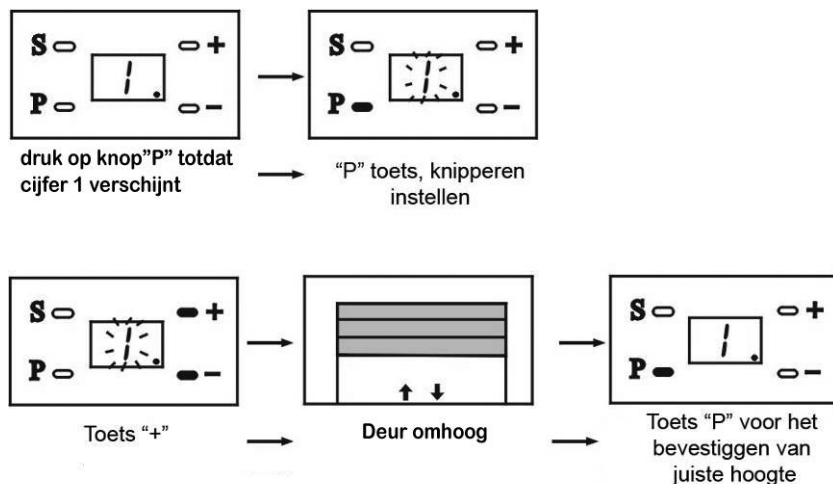 S +
1
P −
S +
1
P −
druk op knop”P” totdat
cijfer 1 verschijnt
“P” toets, knipperen
instellen
S +
1
P −
S +
1
P −
Toets “+”
Deur omhoog
Toets “P” voor het
bevestiggen van
juiste hoogte